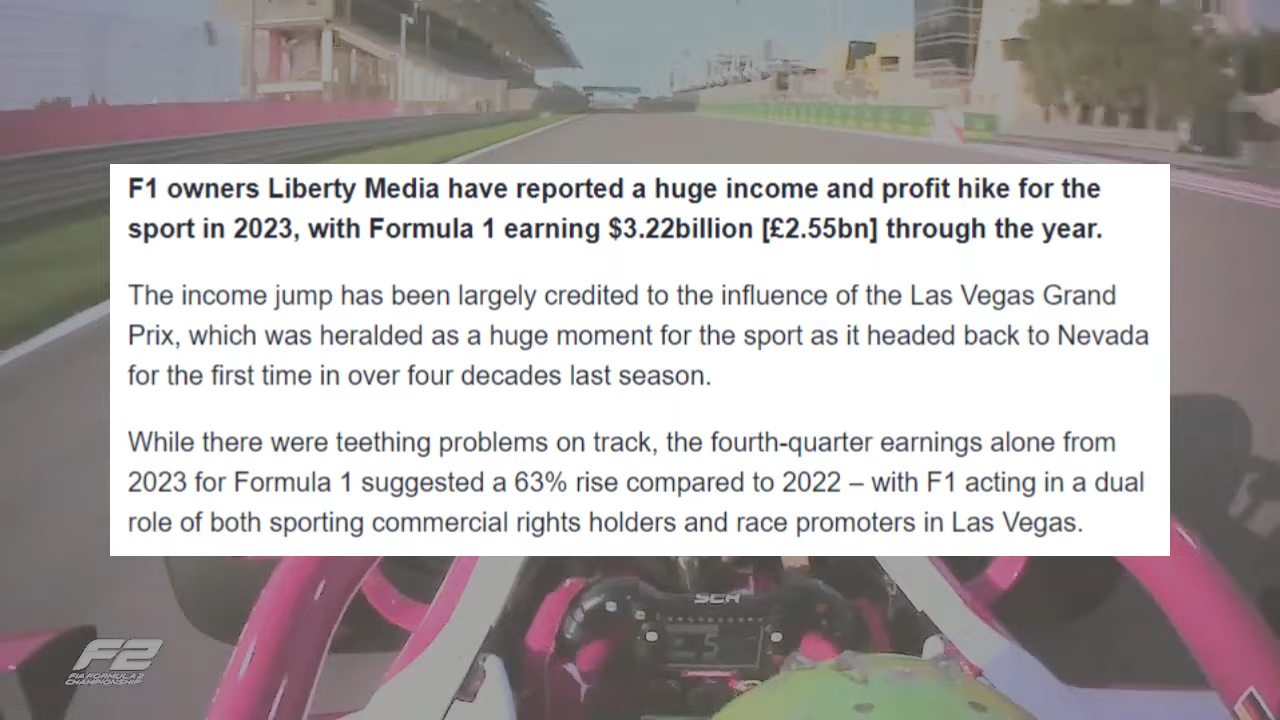 F1 owners Liberty Media have reported a huge income and profit hike for the
sport in 2023, with Formula 1 earning $3.22billion [£2.55bn] through the year.
The income jump has been largely credited to the influence of the Las Vegas Grand
Prix, which was heralded as a huge moment for the sport as it headed back to Nevada
for the first time in over four decades last season.
While there were teething problems on track, the fourth-quarter earnings alone from
2023 for Formula 1 suggested a 63% rise compared to 2022 – with F1 acting in a dual
role of both sporting commercial rights holders and race promoters in Las Vegas.
5
F2
FIA FORMULA 2
CHAMPIONSHIP